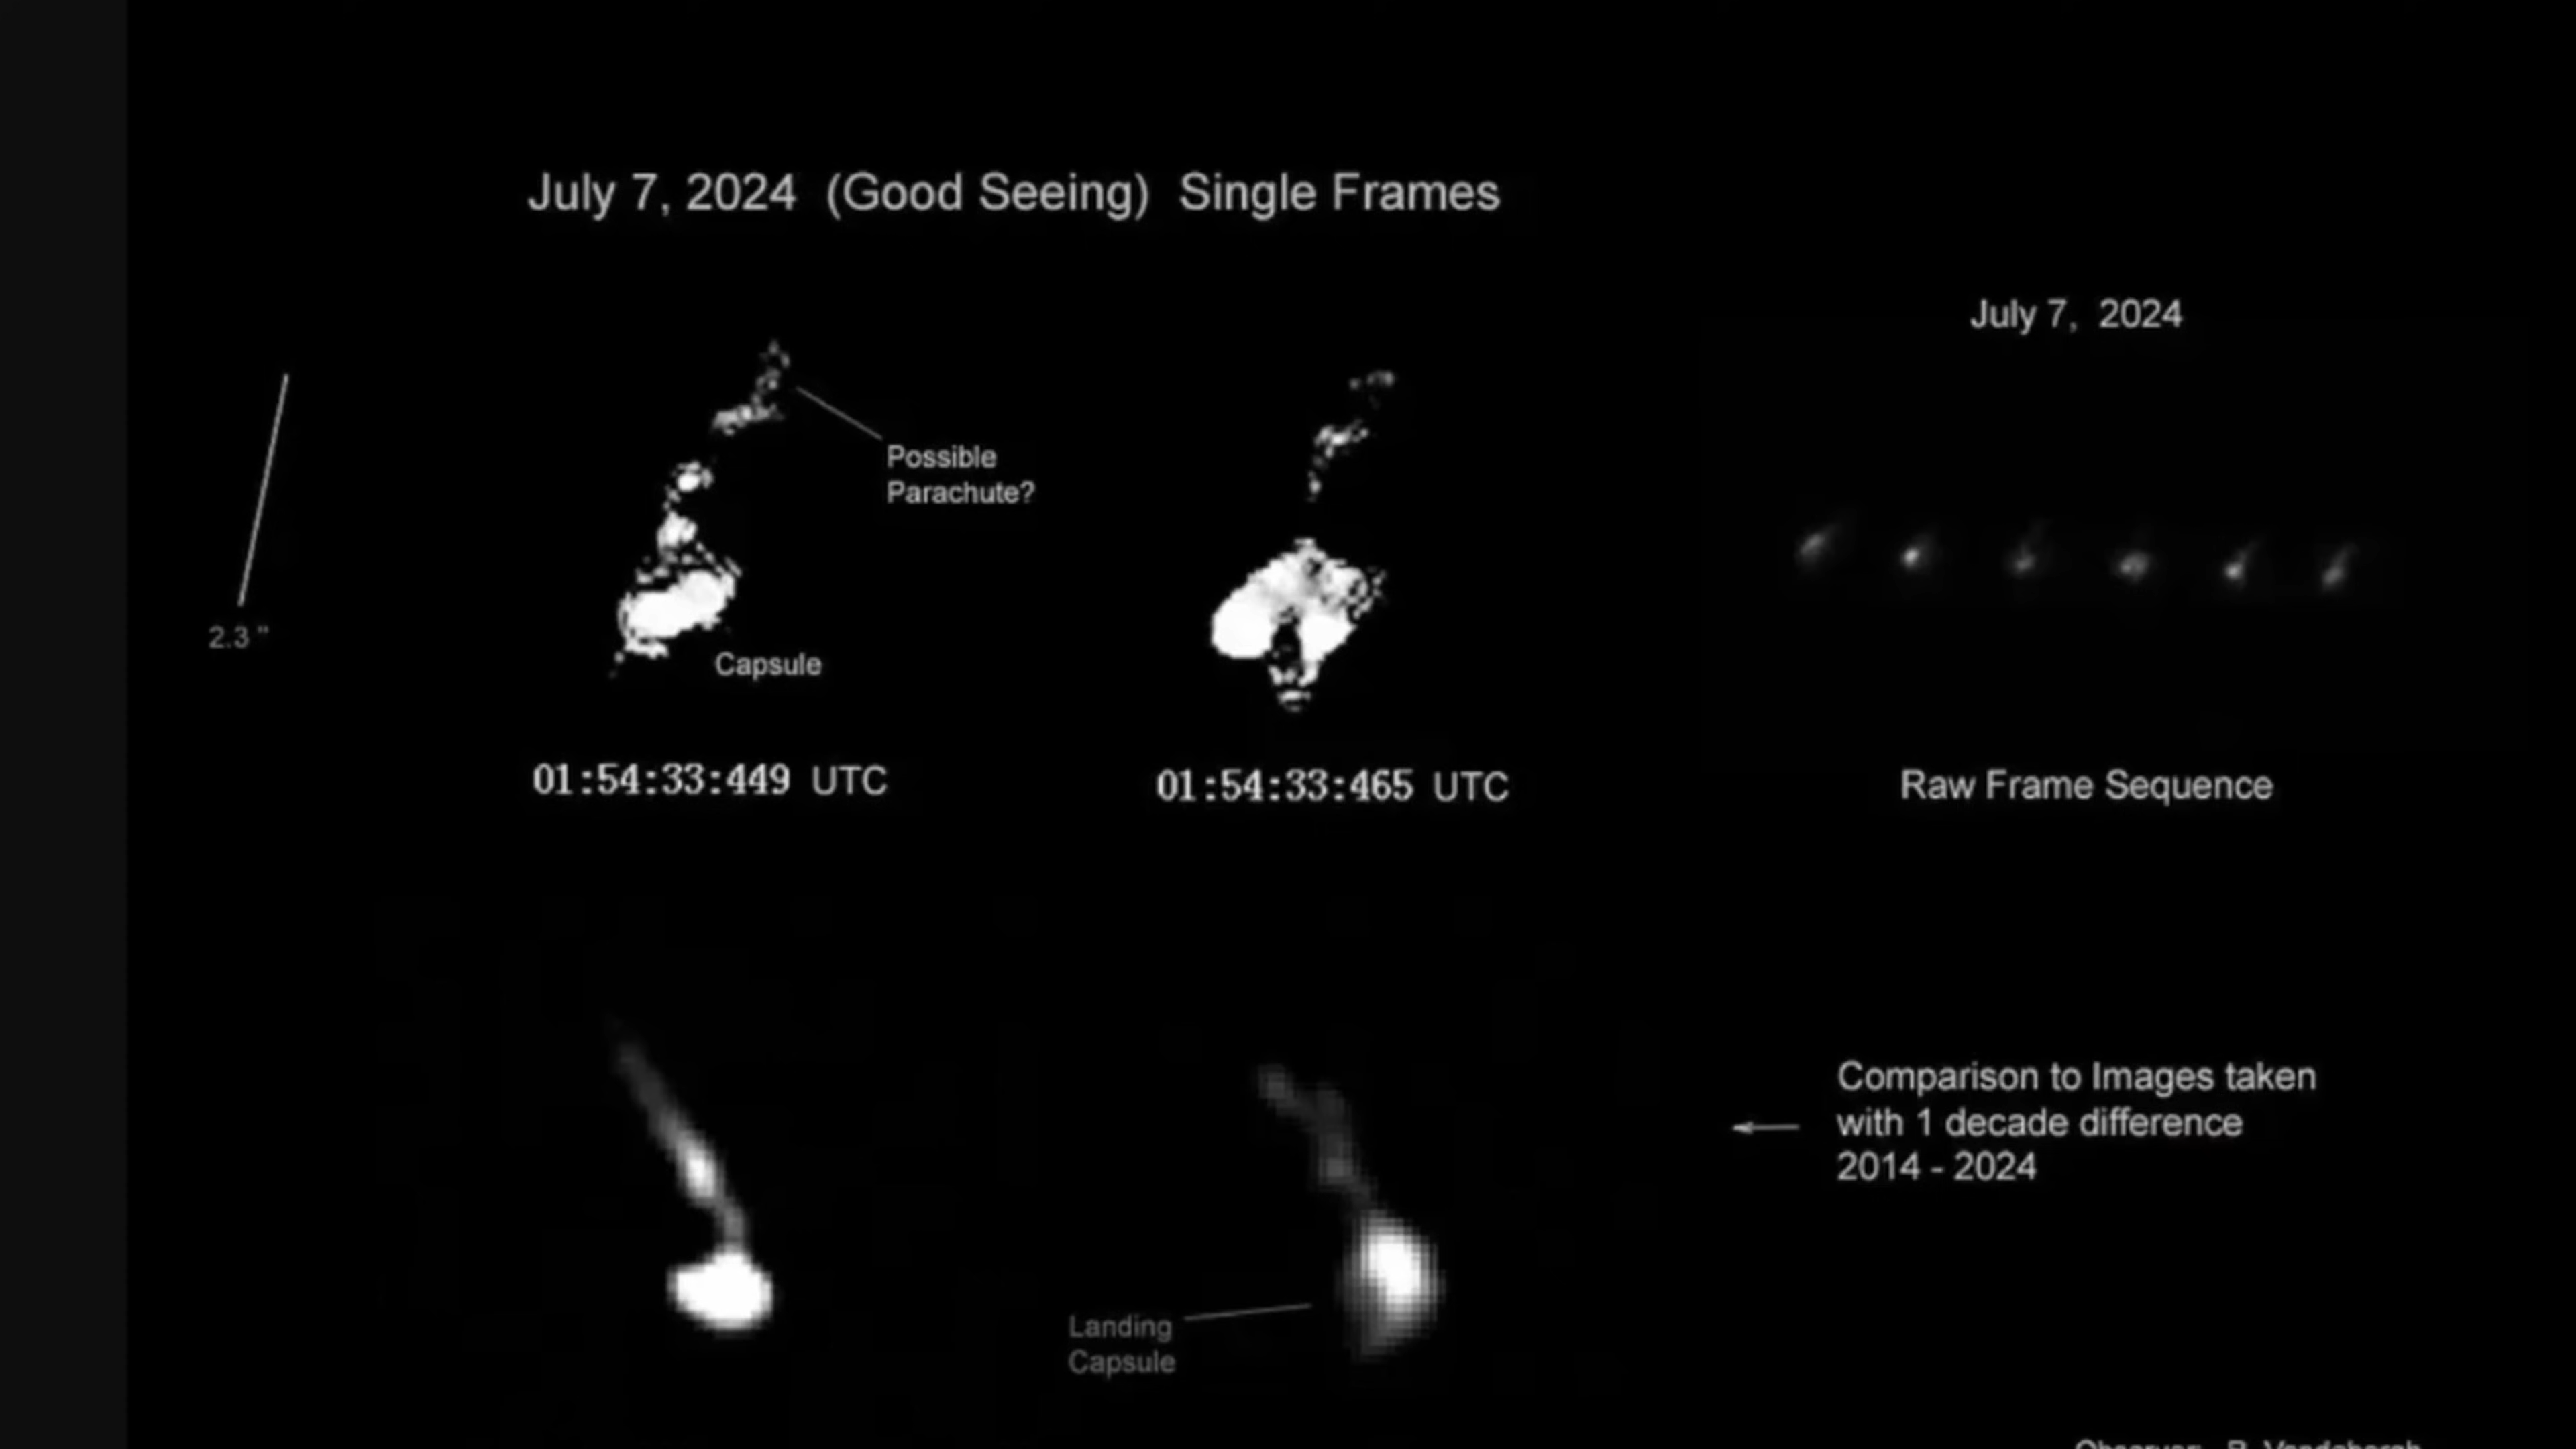 July 7, 2024 (Good Seeing) Single Frames
July 7, 2024
Possible
Parachute?
2.3 "
Capsule
01:54:33:449 UTC
01:54:33:465 UTC
Raw Frame Sequence
Comparison to Images taken
with 1 decade difference
2014 - 2024
Landing
Capsule